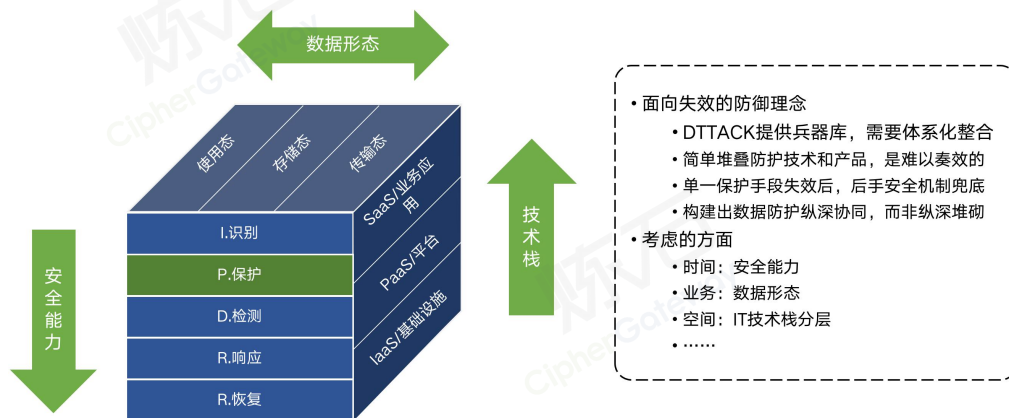 数据形态
使用态
存储态
传输态
I.识别
P.保护
D.检测
R.响应
R.恢复
SaaS/业务应
用
PaaS/平台
IaaS/基础设施
安全能力
技术栈
• 面向失效的防御理念
• DTTACK提供兵器库，需要体系化整合
• 简单堆叠防护技术和产品，是难以奏效的
• 单一保护手段失效后，后手安全机制兜底
• 构建出数据防护纵深协同，而非纵深堆砌
• 考虑的方面
• 时间：安全能力
• 业务：数据形态
• 空间：IT技术栈分层
• ……
炼石
CipherGateway
炼石
CipherGateway